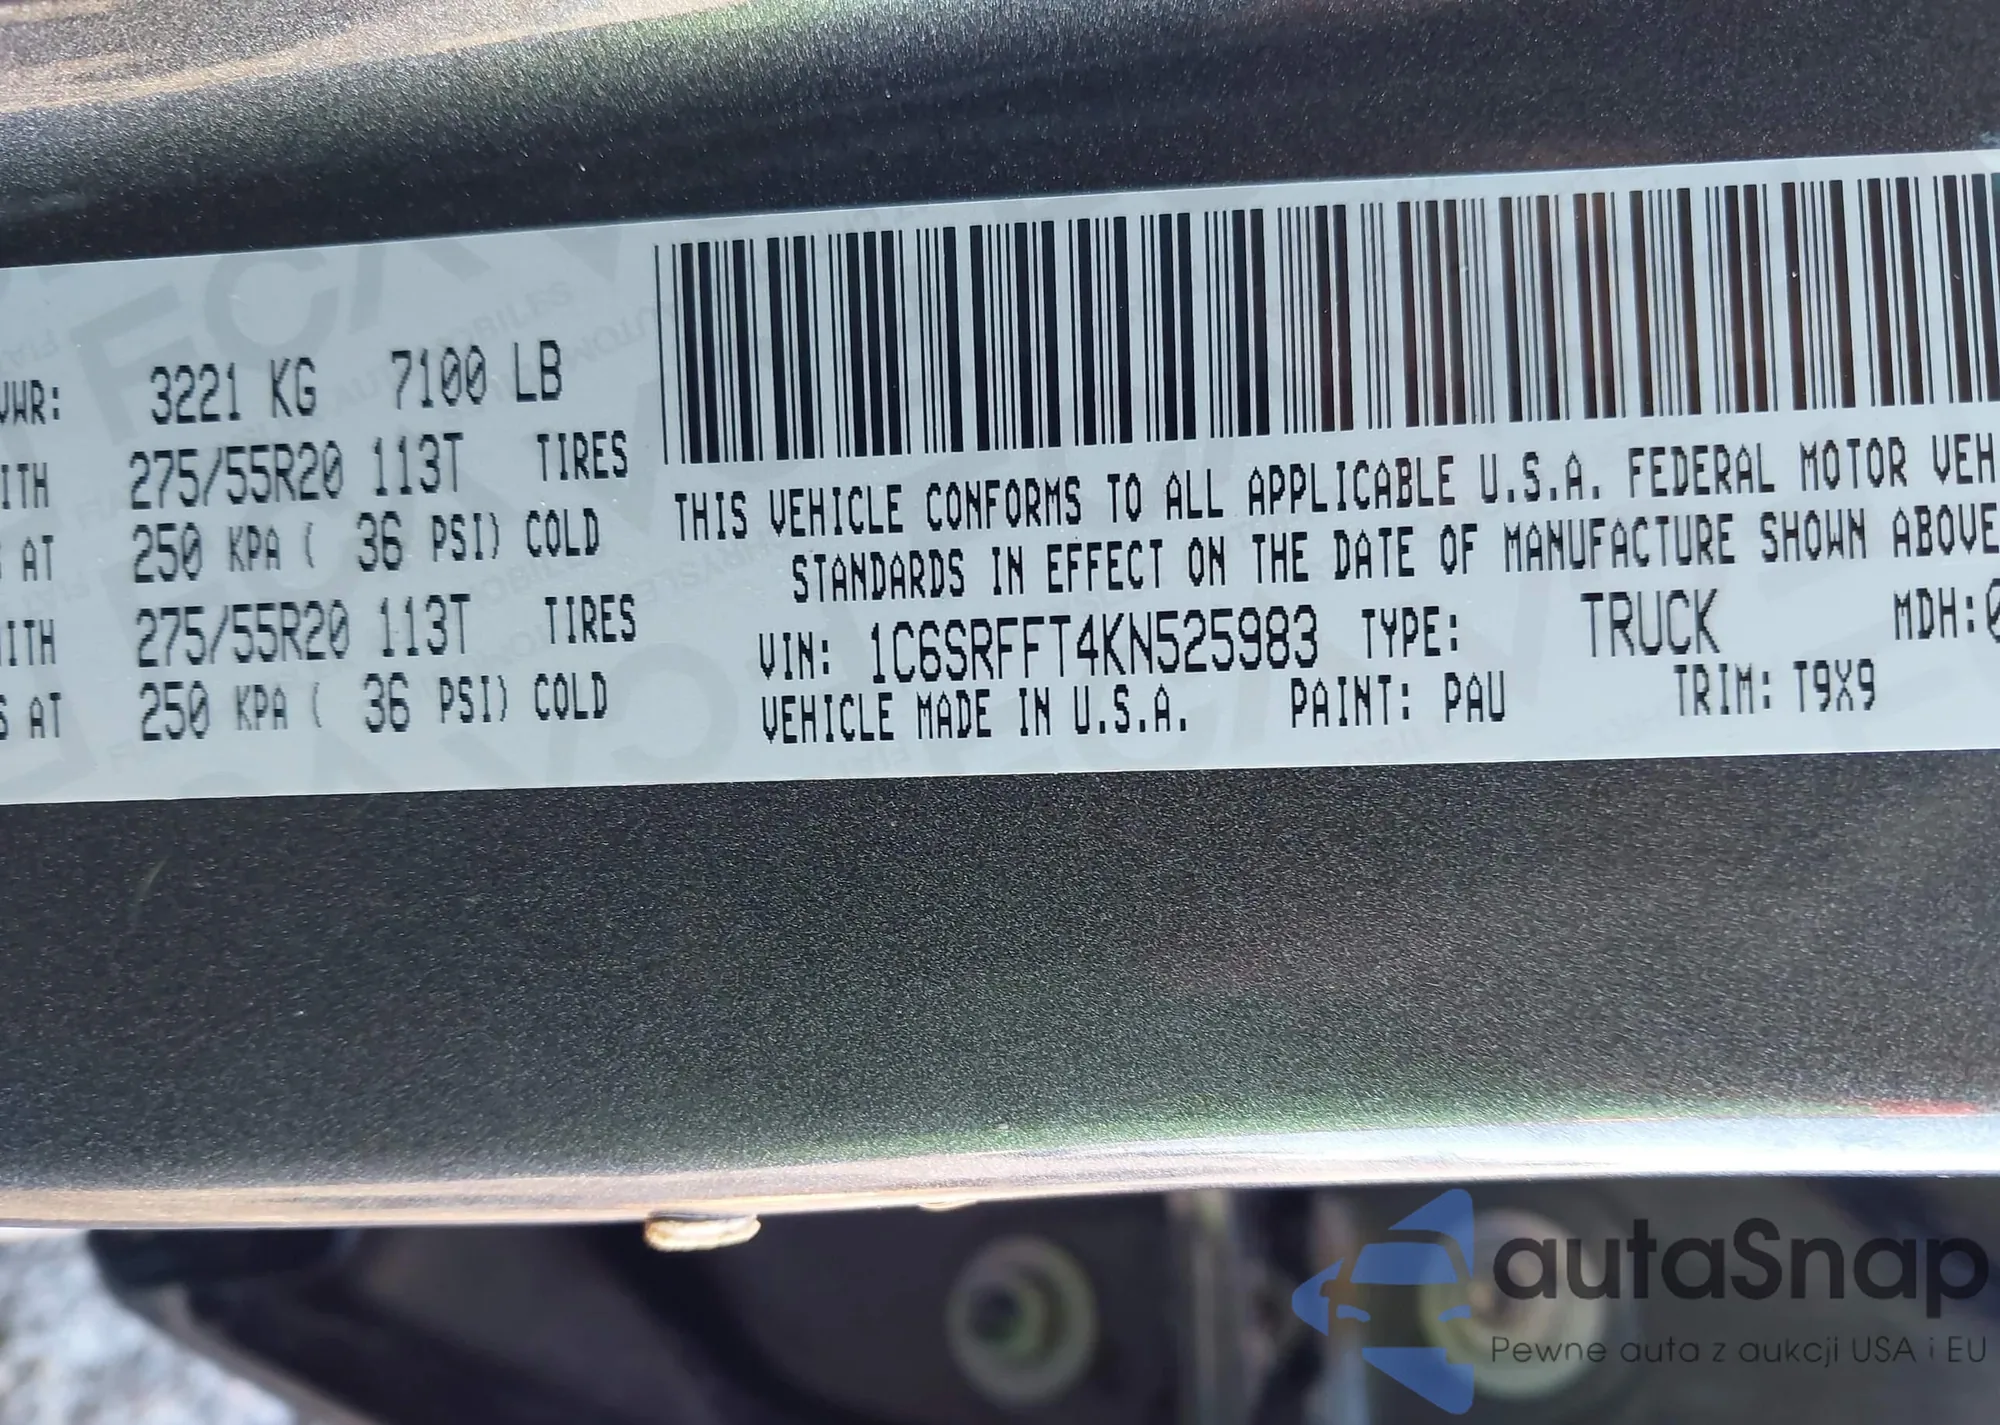 VWR: 3221 KG 7100 LB
ITH 275/55R20 113T TIRES
AT 250 KPA ( 36 PSI) COLD
ITH 275/55R20 113T TIRES
S AT 250 KPA ( 36 PSI) COLD
THIS VEHICLE CONFORMS TO ALL APPLICABLE U.S.A. FEDERAL MOTOR VEH
STANDARDS IN EFFECT ON THE DATE OF MANUFACTURE SHOWN ABOVE
VIN: 1C6SRFFT4KN525983 TYPE: TRUCK MDH:0
VEHICLE MADE IN U.S.A. PAINT: PAU TRIM: T9X9
autaSnap
Pewne auta z aukcji USA i EU